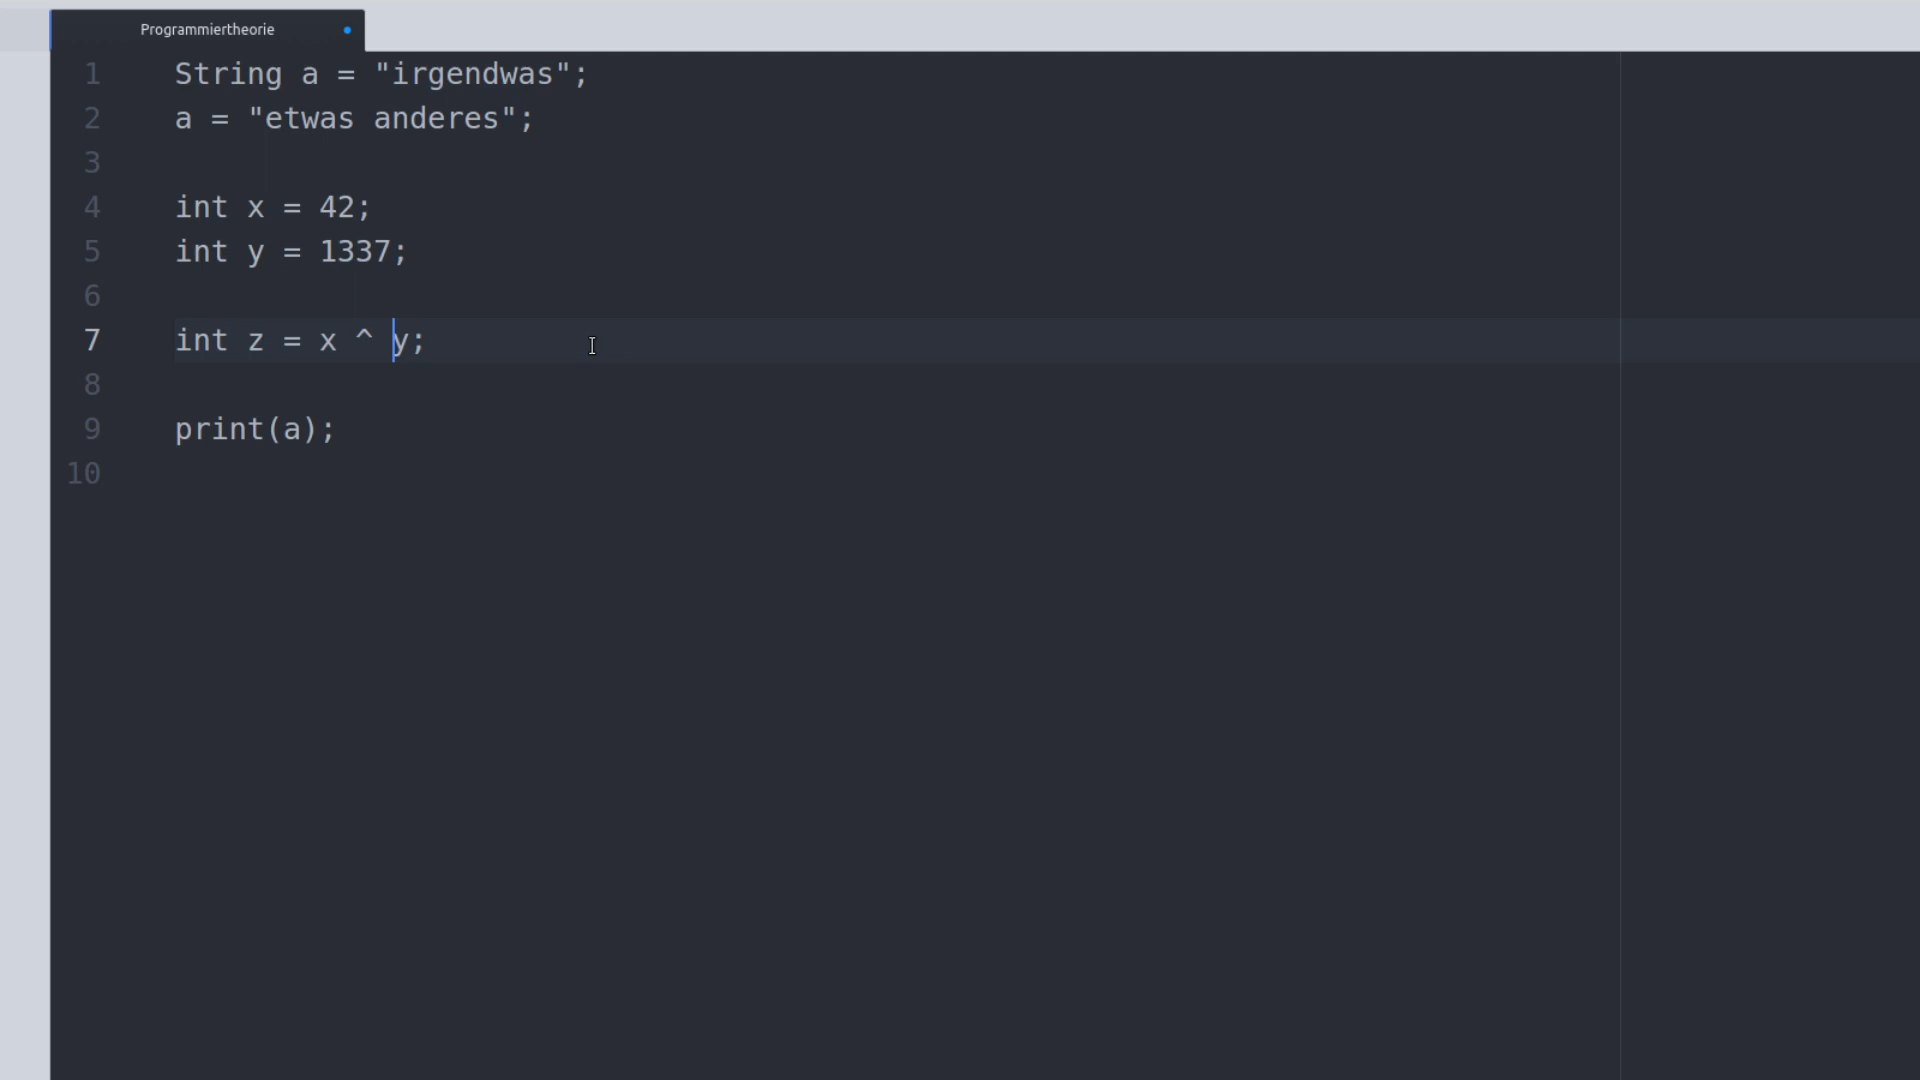 Programmiertheorie
1 String a = "irgendwas";
2 a = "etwas anderes";
3
4 int x = 42;
5 int y = 1337;
6
7 int z = x ^ y;
8
9 print(a);
10